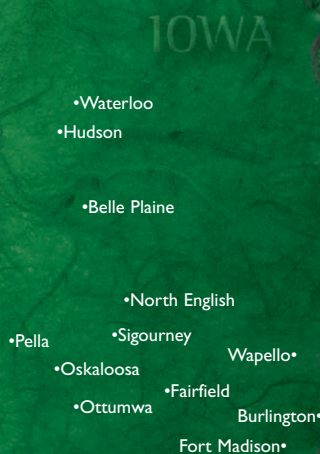 IOWA
•Waterloo
•Hudson
•Belle Plaine
•North English
•Sigourney
•Pella
Wapello•
•Oskaloosa
•Fairfield
•Ottumwa
Burlington•
Fort Madison•